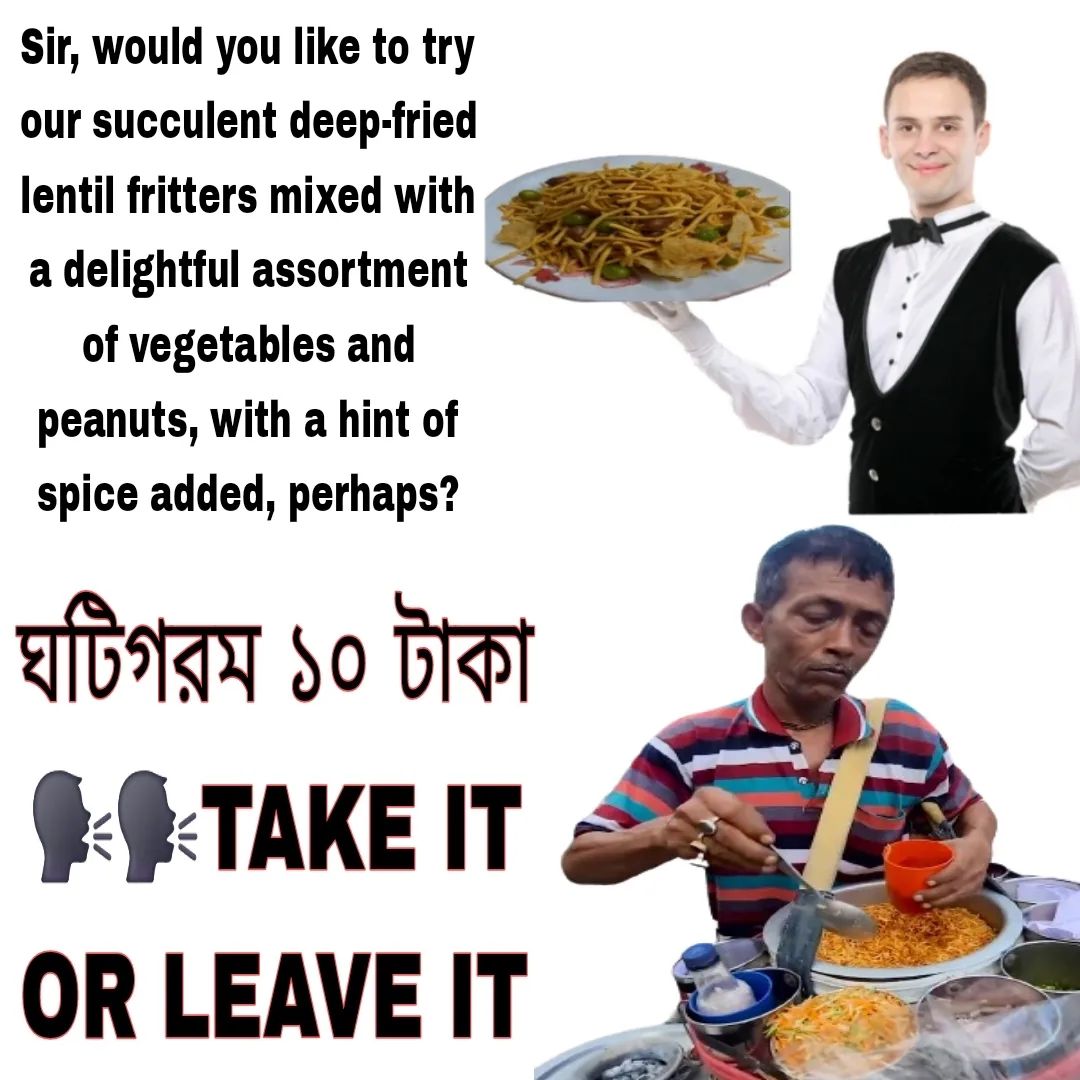 Sir, would you like to try
our succulent deep-fried
lentil fritters mixed with
a delightful assortment
of vegetables and
peanuts, with a hint of
spice added, perhaps?
ঘটিগরম ১০ টাকা
🗣🗣TAKE IT
OR LEAVE IT